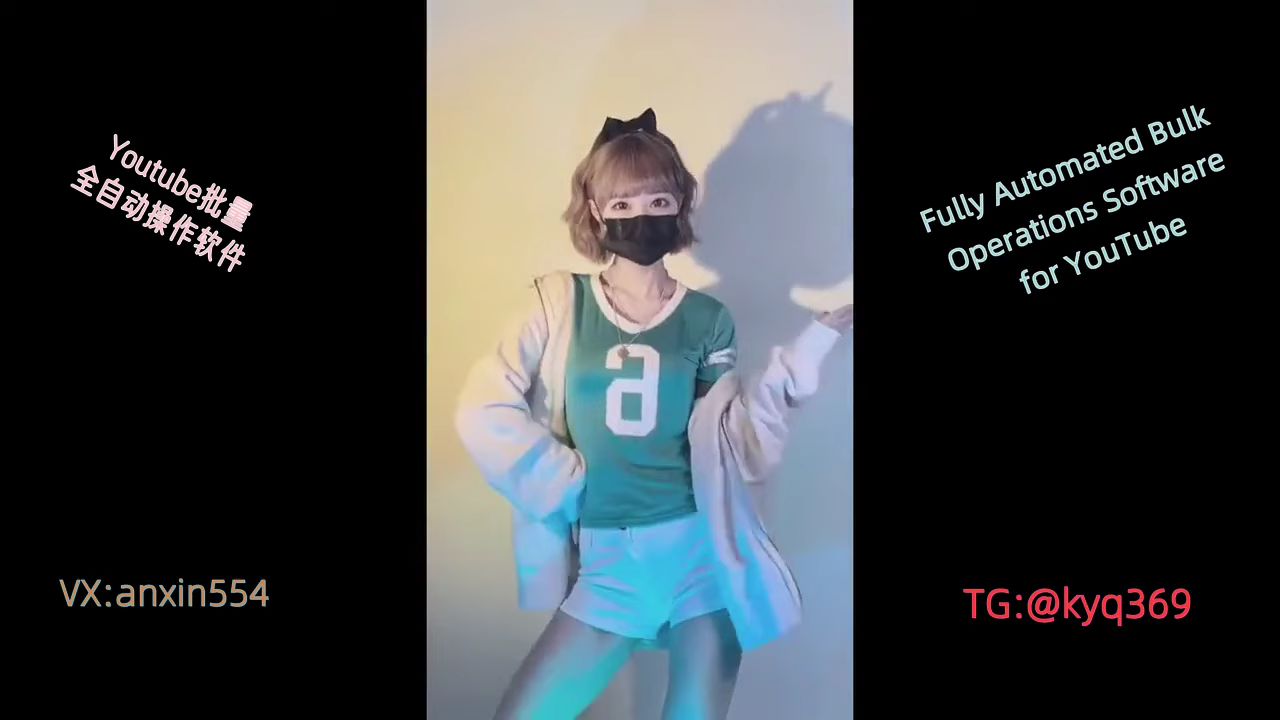 Youtube批量
全自动操作软件
Fully Automated Bulk
Operations Software
for YouTube
6
VX:anxin554
TG:@kyq369